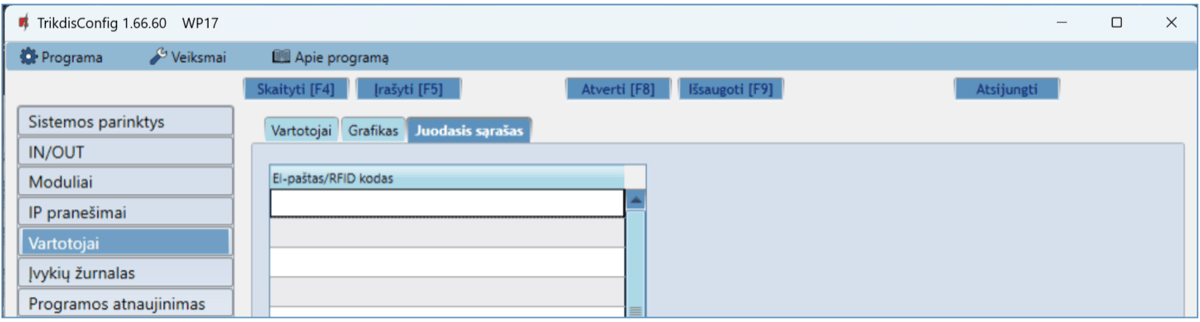 TrikdisConfig 1.66.60 WP17
Programa Veiksmai Apie programą
Skaityti [F4] Įrašyti [F5] Atverti [F8] Išsaugoti [F9] Atsijungti
Sistemos parinktys
IN/OUT
Moduliai
IP pranešimai
Vartotojai
Įvykių žurnalas
Programos atnaujinimas
Vartotojai Grafikas Juodasis sąrašas
El-paštas/RFID kodas